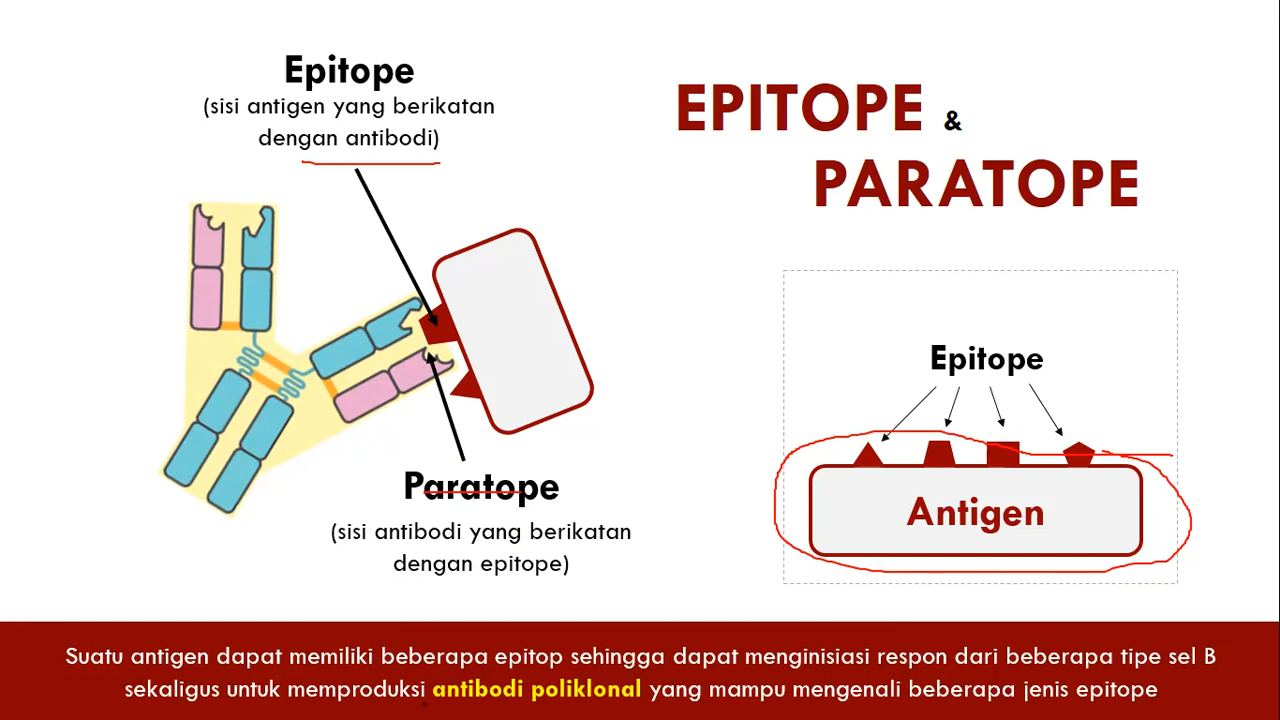 Epitope
(sisi antigen yang berikatan
dengan antibodi)
EPITOPE &
PARATOPE
Paratope
(sisi antibodi yang berikatan
dengan epitope)
Epitope
Antigen
Suatu antigen dapat memiliki beberapa epitop sehingga dapat menginisiasi respon dari beberapa tipe sel B
sekaligus untuk memproduksi antibodi poliklonal yang mampu mengenali beberapa jenis epitope